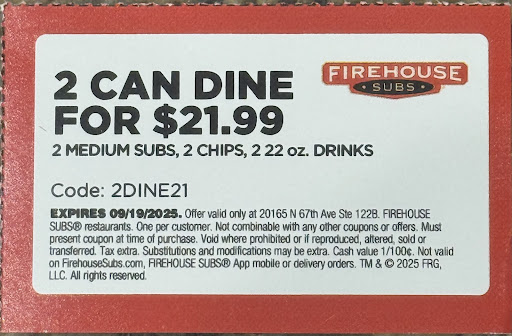 2 CAN DINE
FOR $21.99
FIREHOUSE
• SUBS •
2 MEDIUM SUBS, 2 CHIPS, 2 22 oz. DRINKS
Code: 2DINE21
EXPIRES 09/19/2025. Offer valid only at 20165 N 67th Ave Ste 122B. FIREHOUSE
SUBS® restaurants. One per customer. Not combinable with any other coupons or offers. Must
present coupon at time of purchase. Void where prohibited or if reproduced, altered, sold or
transferred. Tax extra. Substitutions and modifications may be extra. Cash value 1/100¢. Not valid
on FirehouseSubs.com, FIREHOUSE SUBS® App mobile or delivery orders. TM & © 2025 FRG,
LLC. All rights reserved.